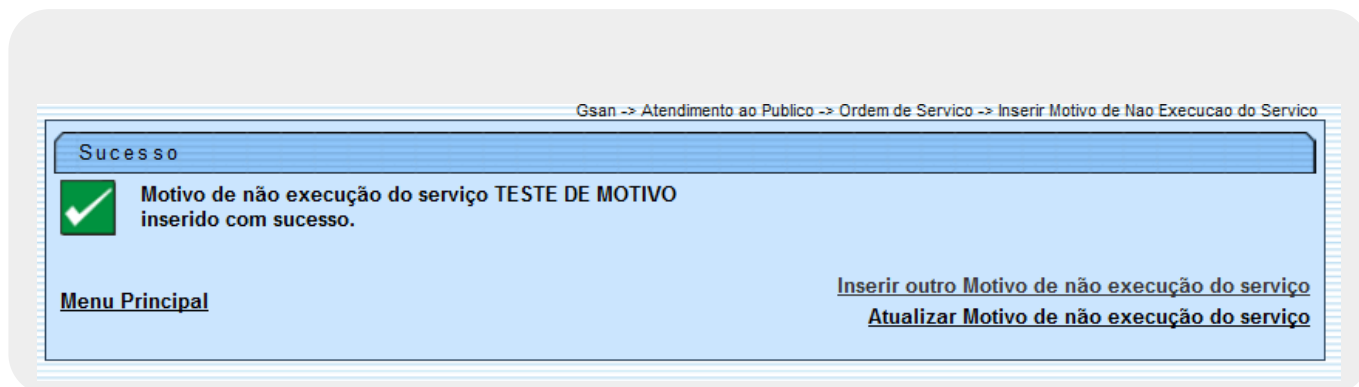 Gsan -> Atendimento ao Publico -> Ordem de Servico -> Inserir Motivo de Nao Execucao do Servico
Sucesso
Motivo de não execução do serviço TESTE DE MOTIVO
inserido com sucesso.
Inserir outro Motivo de não execução do serviço
Menu Principal
Atualizar Motivo de não execução do serviço